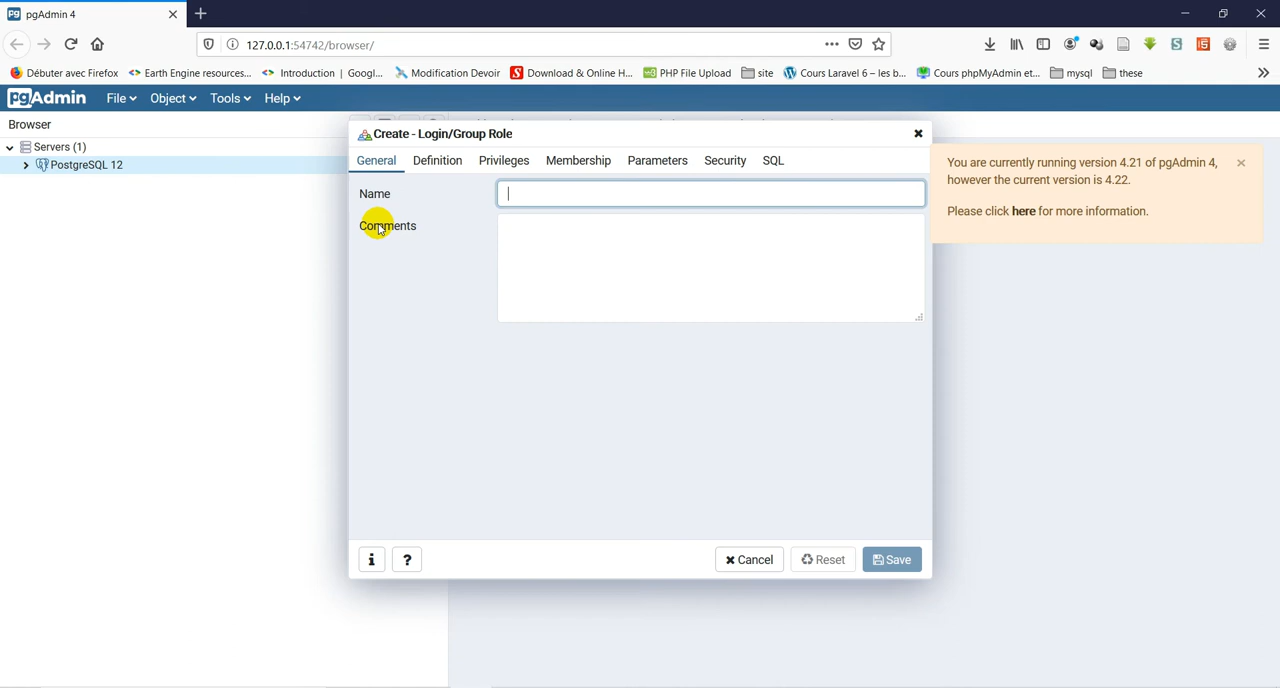 pgAdmin 4
127.0.0.1:54742/browser/
Débuter avec Firefox
Earth Engine resources...
Introduction | Googl...
Modification Devoir
Download & Online H...
PHP File Upload
site
Cours Laravel 6 – les b...
Cours phpMyAdmin et...
mysql
these
pgAdmin
File
Object
Tools
Help
Browser
Servers (1)
PostgreSQL 12
Create - Login/Group Role
General
Definition
Privileges
Membership
Parameters
Security
SQL
Name
Comments
You are currently running version 4.21 of pgAdmin 4,
however the current version is 4.22.
Please click here for more information.
i
?
Cancel
Reset
Save